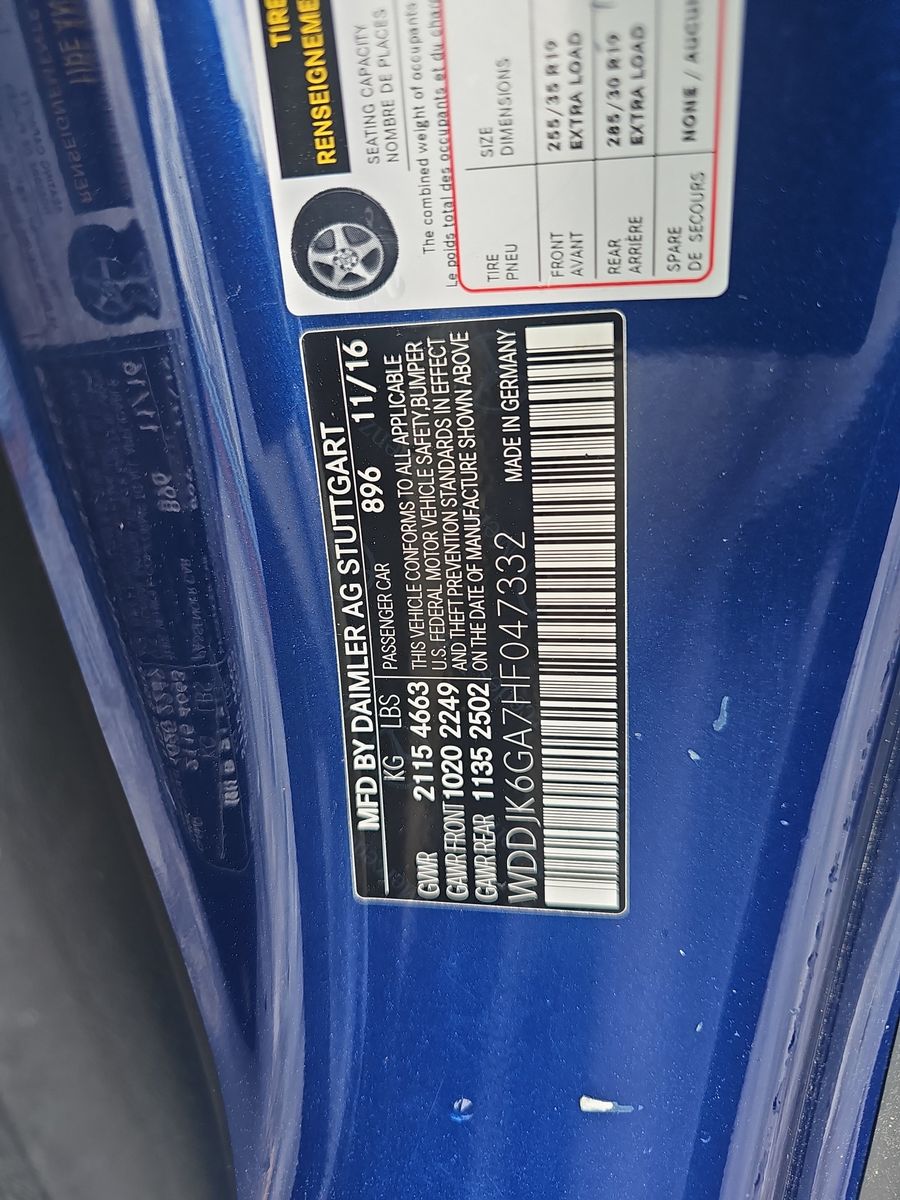 MFD BY DAIMLER AG STUTTGART
KG LBS
PASSENGER CAR 896 11/16
GVWR 2115 4663
GAWR FRONT 1020 2249
GAWR REAR 1135 2502
THIS VEHICLE CONFORMS TO ALL APPLICABLE
U.S. FEDERAL MOTOR VEHICLE SAFETY,BUMPER
AND THEFT PREVENTION STANDARDS IN EFFECT
ON THE DATE OF MANUFACTURE SHOWN ABOVE
WDDJK6GA7HF047332 MADE IN GERMANY
TIRE
RENSEIGNEME
SEATING CAPACITY
NOMBRE DE PLACES
The combined weight of occupants
Le poids total des occupants et du char
TIRE SIZE
PNEU DIMENSIONS
FRONT 255/35 R19
AVANT EXTRA LOAD
REAR 285/30 R19
ARRIÈRE EXTRA LOAD
SPARE NONE / AUCUN
DE SECOURS